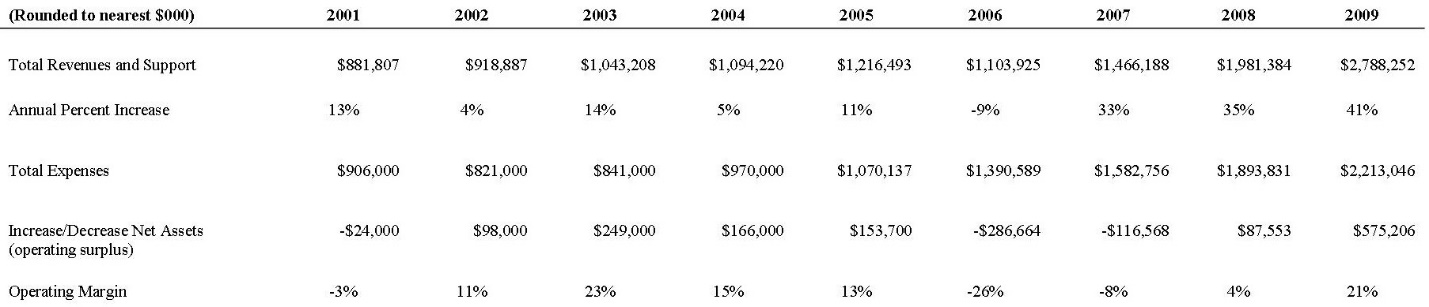 (Rounded to nearest $000) 2001 2002 2003 2004 2005 2006 2007 2008 2009
Total Revenues and Support $881,807 $918,887 $1,043,208 $1,094,220 $1,216,493 $1,103,925 $1,466,188 $1,981,384 $2,788,252
Annual Percent Increase 13% 4% 14% 5% 11% -9% 33% 35% 41%
Total Expenses $906,000 $821,000 $841,000 $970,000 $1,070,137 $1,390,589 $1,582,756 $1,893,831 $2,213,046
Increase/Decrease Net Assets -$24,000 $98,000 $249,000 $166,000 $153,700 -$286,664 -$116,568 $87,553 $575,206
(operating surplus)
Operating Margin -3% 11% 23% 15% 13% -26% -8% 4% 21%